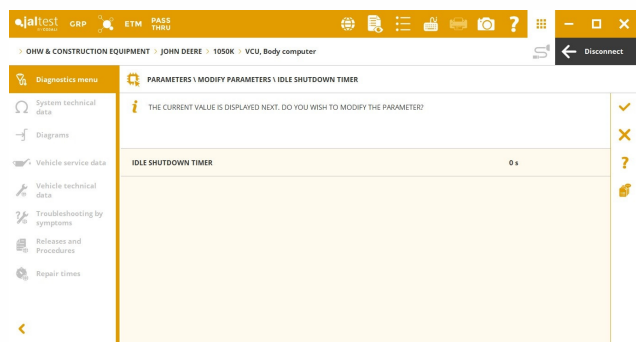 jaltest GRP ETM PASS THRU ?
> OHW & CONSTRUCTION EQUIPMENT > JOHN DEERE > 1050K > VCU, Body computer
Disconnect
Diagnostics menu
System technical data
Diagrams
Vehicle service data
Vehicle technical data
Troubleshooting by symptoms
Releases and Procedures
Repair times
PARAMETERS \ MODIFY PARAMETERS \ IDLE SHUTDOWN TIMER
THE CURRENT VALUE IS DISPLAYED NEXT. DO YOU WISH TO MODIFY THE PARAMETER?
IDLE SHUTDOWN TIMER 0 s
?